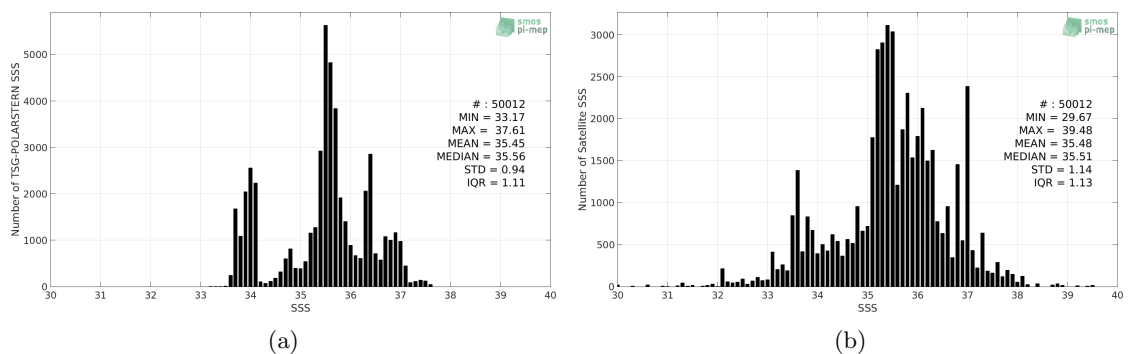 smos
pi-mep
Number of TSG-POLARSTERN SSS
5000
4000
3000
2000
1000
0
# : 50012
MIN = 33.17
MAX = 37.61
MEAN = 35.45
MEDIAN = 35.56
STD = 0.94
IQR = 1.11
30 31 32 33 34 35 36 37 38 39 40
SSS
(a)
smos
pi-mep
Number of Satellite SSS
3000
2500
2000
1500
1000
500
0
# : 50012
MIN = 29.67
MAX = 39.48
MEAN = 35.48
MEDIAN = 35.51
STD = 1.14
IQR = 1.13
30 31 32 33 34 35 36 37 38 39 40
SSS
(b)